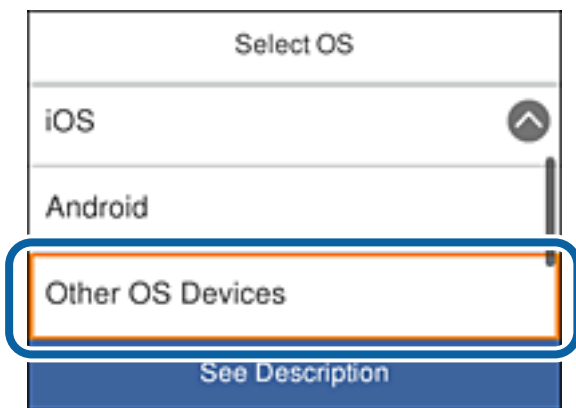 Select OS
iOS
Android
Other OS Devices
See Description